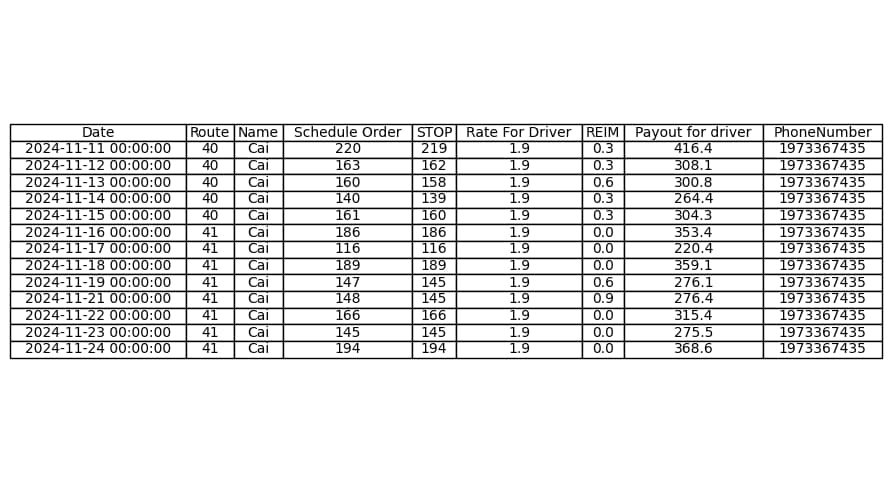 Date Route Name Schedule Order STOP Rate For Driver REIM Payout for driver PhoneNumber
2024-11-11 00:00:00 40 Cai 220 219 1.9 0.3 416.4 1973367435
2024-11-12 00:00:00 40 Cai 163 162 1.9 0.3 308.1 1973367435
2024-11-13 00:00:00 40 Cai 160 158 1.9 0.6 300.8 1973367435
2024-11-14 00:00:00 40 Cai 140 139 1.9 0.3 264.4 1973367435
2024-11-15 00:00:00 40 Cai 161 160 1.9 0.3 304.3 1973367435
2024-11-16 00:00:00 41 Cai 186 186 1.9 0.0 353.4 1973367435
2024-11-17 00:00:00 41 Cai 116 116 1.9 0.0 220.4 1973367435
2024-11-18 00:00:00 41 Cai 189 189 1.9 0.0 359.1 1973367435
2024-11-19 00:00:00 41 Cai 147 145 1.9 0.6 276.1 1973367435
2024-11-21 00:00:00 41 Cai 148 145 1.9 0.9 276.4 1973367435
2024-11-22 00:00:00 41 Cai 166 166 1.9 0.0 315.4 1973367435
2024-11-23 00:00:00 41 Cai 145 145 1.9 0.0 275.5 1973367435
2024-11-24 00:00:00 41 Cai 194 194 1.9 0.0 368.6 1973367435